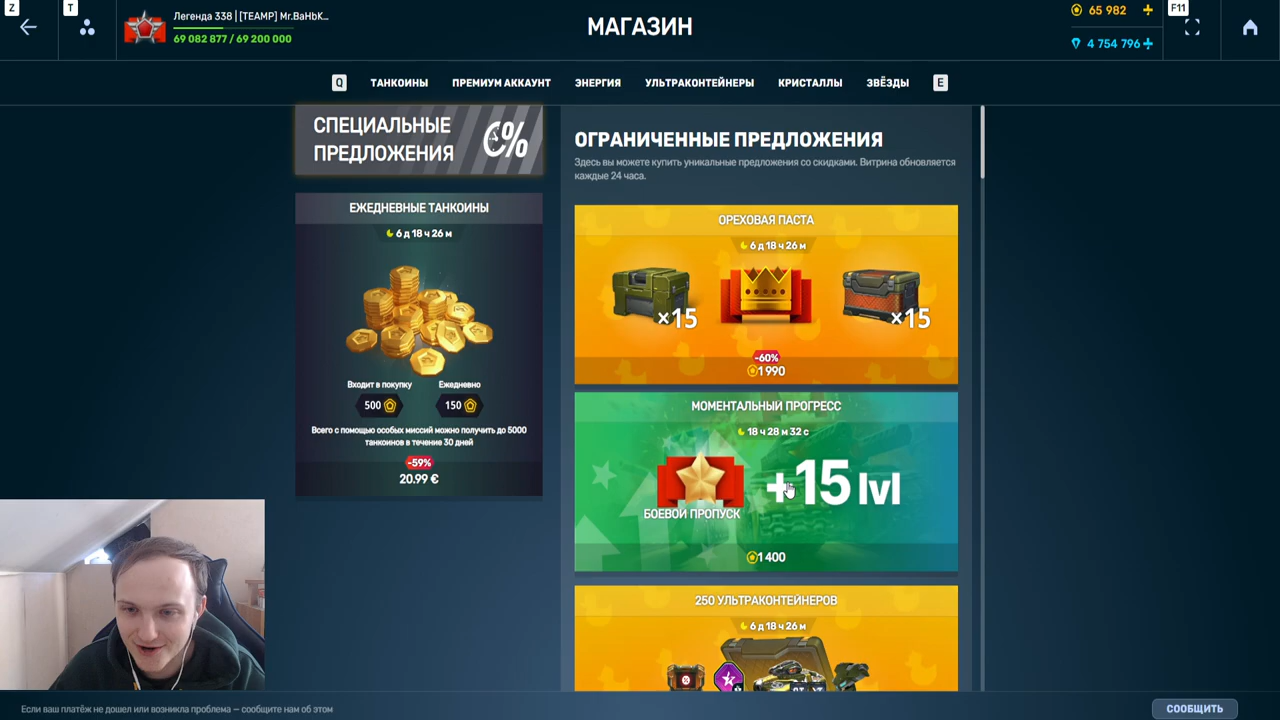 Z
T
Легенда 338 | [TEAMP] Mr.BaHbK...
69 082 877 / 69 200 000
МАГАЗИН
65 982
4 754 796
F11
Q
ТАНКОИНЫ
ПРЕМИУМ АККАУНТ
ЭНЕРГИЯ
УЛЬТРАКОНТЕЙНЕРЫ
КРИСТАЛЛЫ
ЗВЁЗДЫ
E
СПЕЦИАЛЬНЫЕ
ПРЕДЛОЖЕНИЯ
%
ЕЖЕДНЕВНЫЕ ТАНКОИНЫ
6 д 18 ч 26 м
Входит в покупку
Ежедневно
500
150
Всего с помощью особых миссий можно получить до 5000
танкоинов в течение 30 дней
-59%
20.99 €
ОГРАНИЧЕННЫЕ ПРЕДЛОЖЕНИЯ
Здесь вы можете купить уникальные предложения со скидками. Витрина обновляется
каждые 24 часа.
ОРЕХОВАЯ ПАСТА
6 д 18 ч 26 м
×15
×15
-60%
1 990
МОМЕНТАЛЬНЫЙ ПРОГРЕСС
18 ч 28 м 32 с
+15 lvl
БОЕВОЙ ПРОПУСК
1 400
250 УЛЬТРАКОНТЕЙНЕРОВ
6 д 18 ч 26 м
Если ваш платёж не дошел или возникла проблема — сообщите нам об этом
СООБЩИТЬ